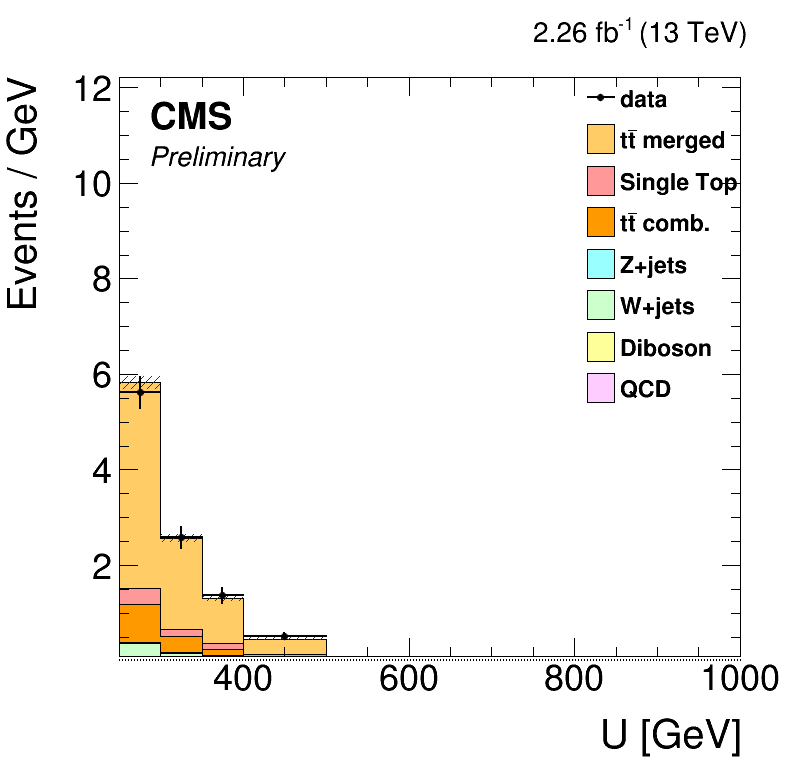 2.26 fb⁻¹ (13 TeV)
Events / GeV
12
10
8
6
4
2
CMS
Preliminary
data
tt̄ merged
Single Top
tt̄ comb.
Z+jets
W+jets
Diboson
QCD
400 600 800 1000
U [GeV]